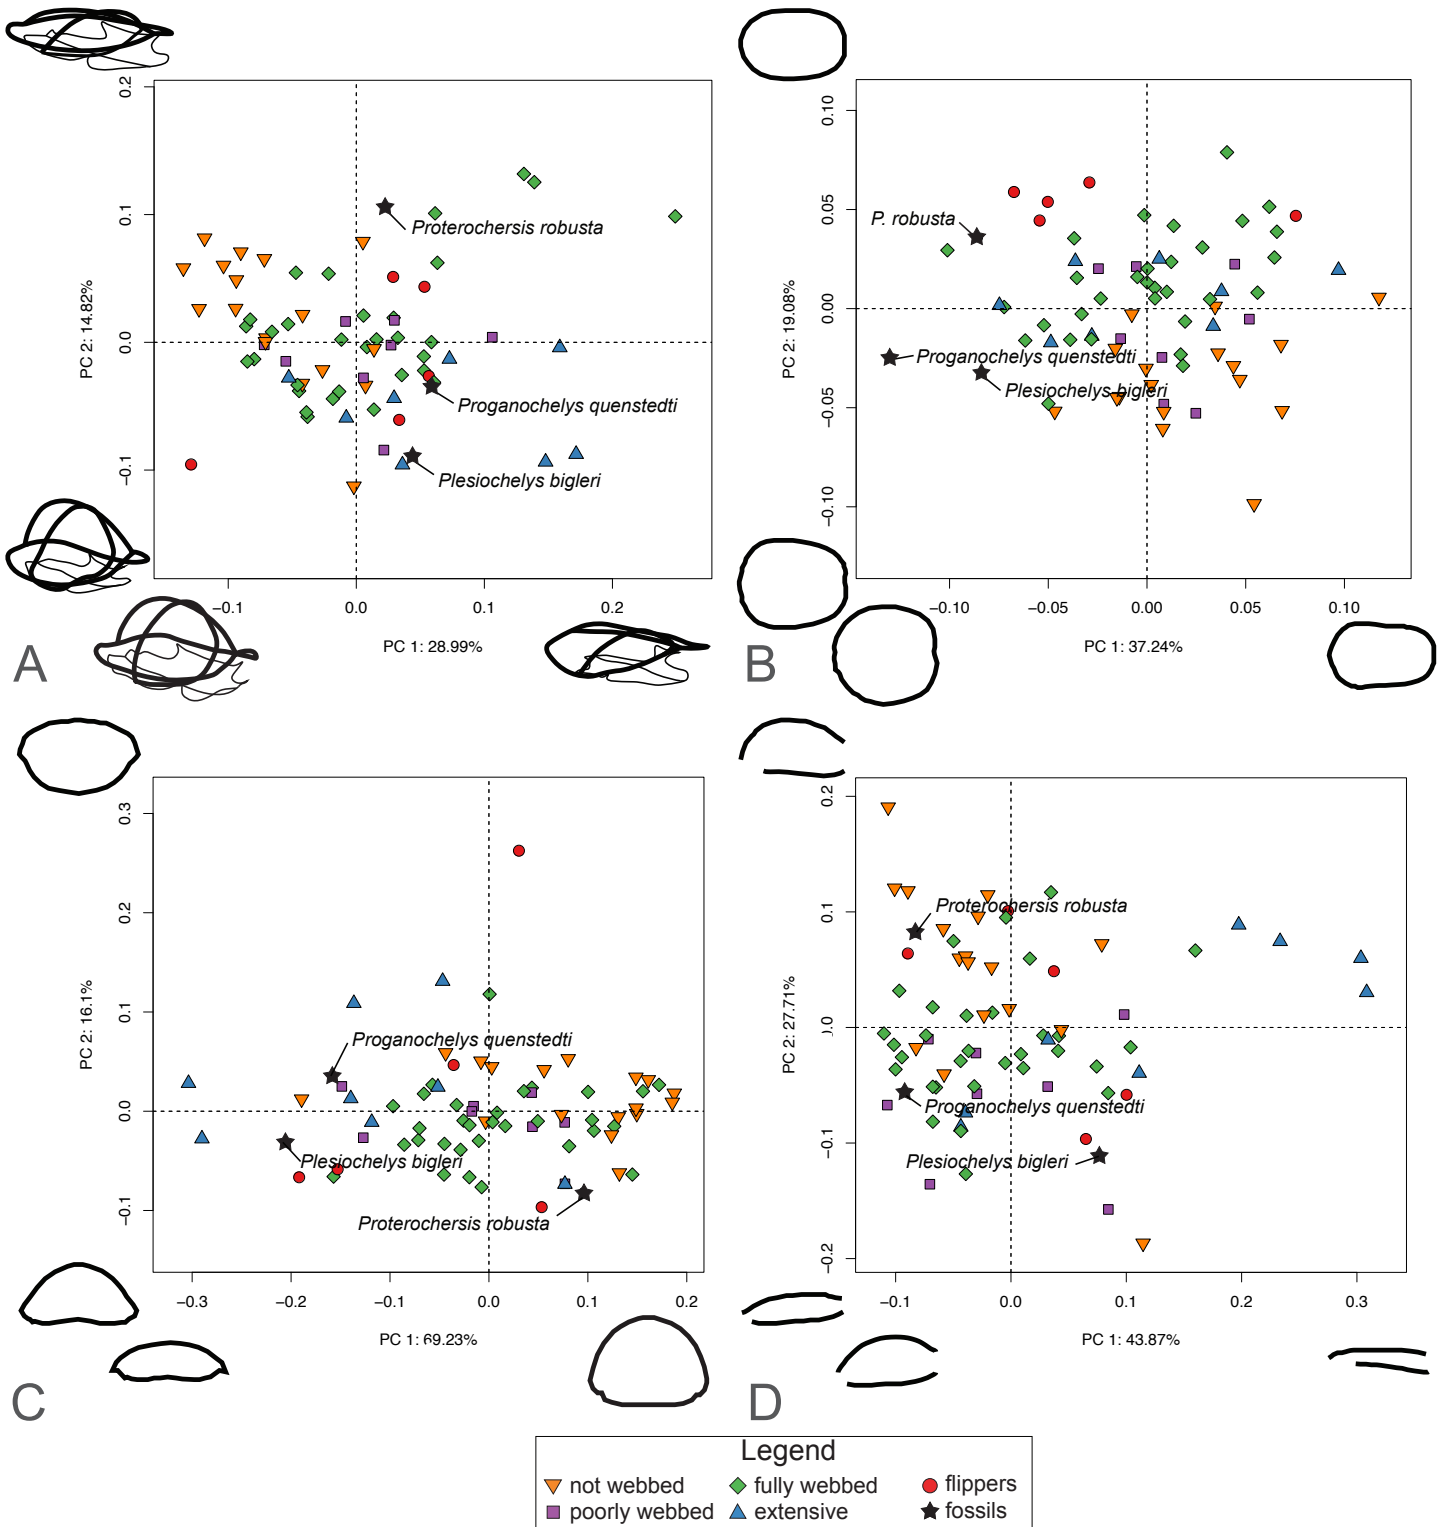 0.2
0.1
0.0
−0.1
PC 2: 14.82%
Proterochersis robusta
Proganochelys quenstedti
Plesiochelys bigleri
−0.1
0.0
0.1
0.2
PC 1: 28.99%
A
0.10
0.05
0.00
−0.05
−0.10
PC 2: 19.08%
P. robusta
Proganochelys quenstedti
Plesiochelys bigleri
−0.10
−0.05
0.00
0.05
0.10
PC 1: 37.24%
B
0.3
0.2
0.1
0.0
−0.1
PC 2: 16.1%
Proganochelys quenstedti
Plesiochelys bigleri
Proterochersis robusta
−0.3
−0.2
−0.1
0.0
0.1
0.2
PC 1: 69.23%
C
0.2
0.1
0.0
−0.1
−0.2
PC 2: 27.71%
Proterochersis robusta
Proganochelys quenstedti
Plesiochelys bigleri
−0.1
0.0
0.1
0.2
0.3
PC 1: 43.87%
D
Legend
not webbed
fully webbed
flippers
poorly webbed
extensive
fossils